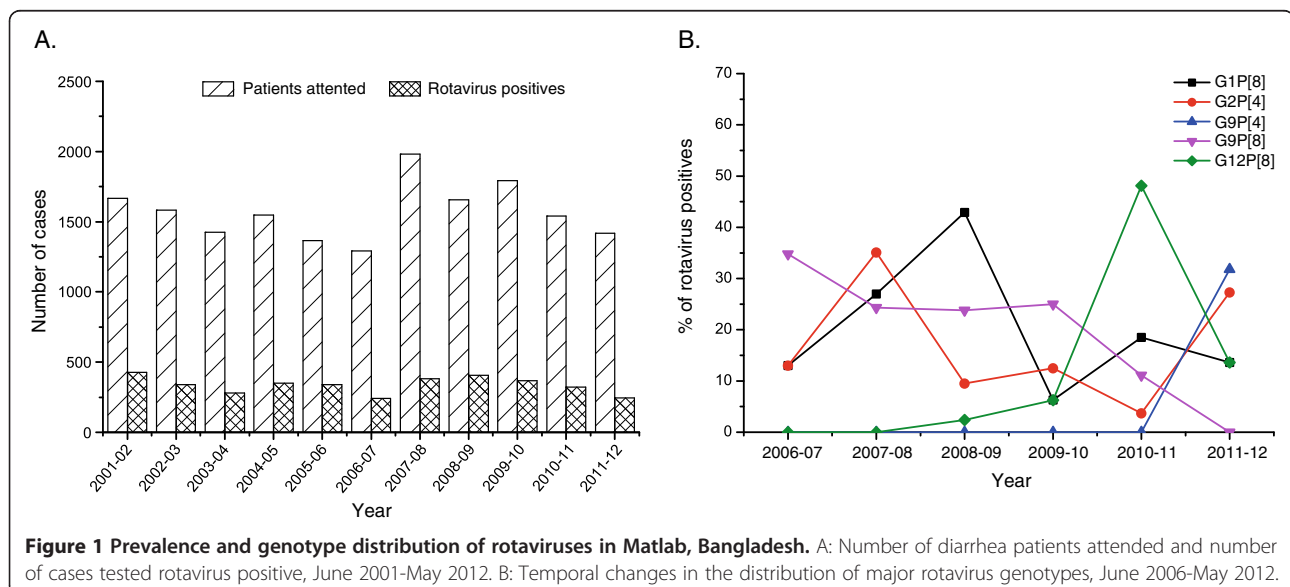 A.
Patients attented
Rotavirus positives
2500
2000
1500
1000
500
0
Number of cases
2001-02
2002-03
2003-04
2004-05
2005-06
2006-07
2007-08
2008-09
2009-10
2010-11
2011-12
Year
B.
G1P[8]
G2P[4]
G9P[4]
G9P[8]
G12P[8]
70
60
50
40
30
20
10
0
% of rotavirus positives
2006-07
2007-08
2008-09
2009-10
2010-11
2011-12
Year
Figure 1 Prevalence and genotype distribution of rotaviruses in Matlab, Bangladesh. A: Number of diarrhea patients attended and number
of cases tested rotavirus positive, June 2001-May 2012. B: Temporal changes in the distribution of major rotavirus genotypes, June 2006-May 2012.